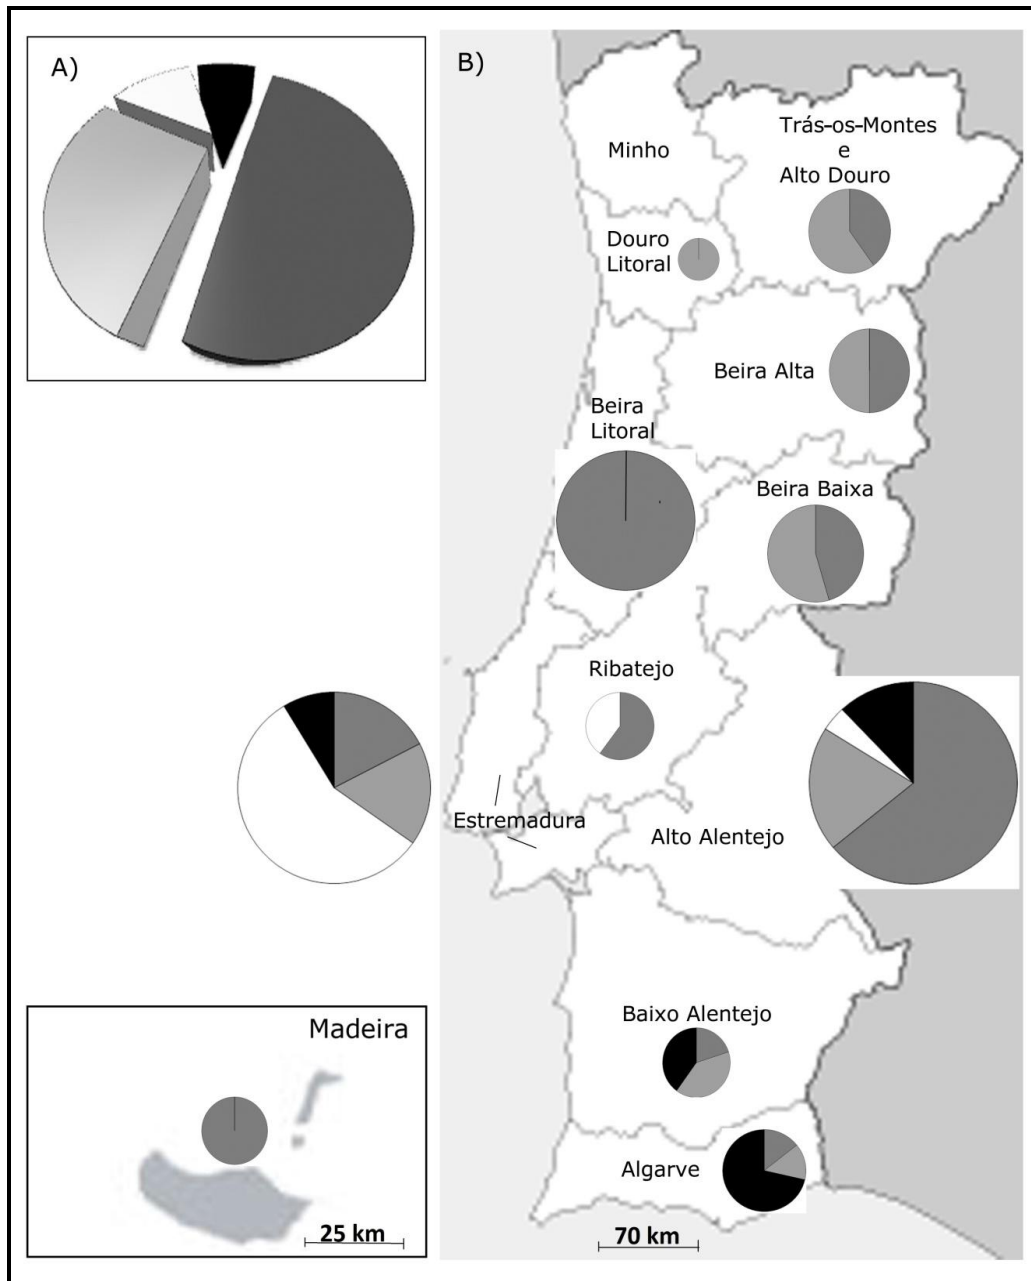 A)
B)
Minho
Trás-os-Montes
e
Alto Douro
Douro
Litoral
Beira Alta
Beira
Litoral
Beira Baixa
Ribatejo
Estremadura
Alto Alentejo
Baixo Alentejo
Madeira
Algarve
25 km
70 km